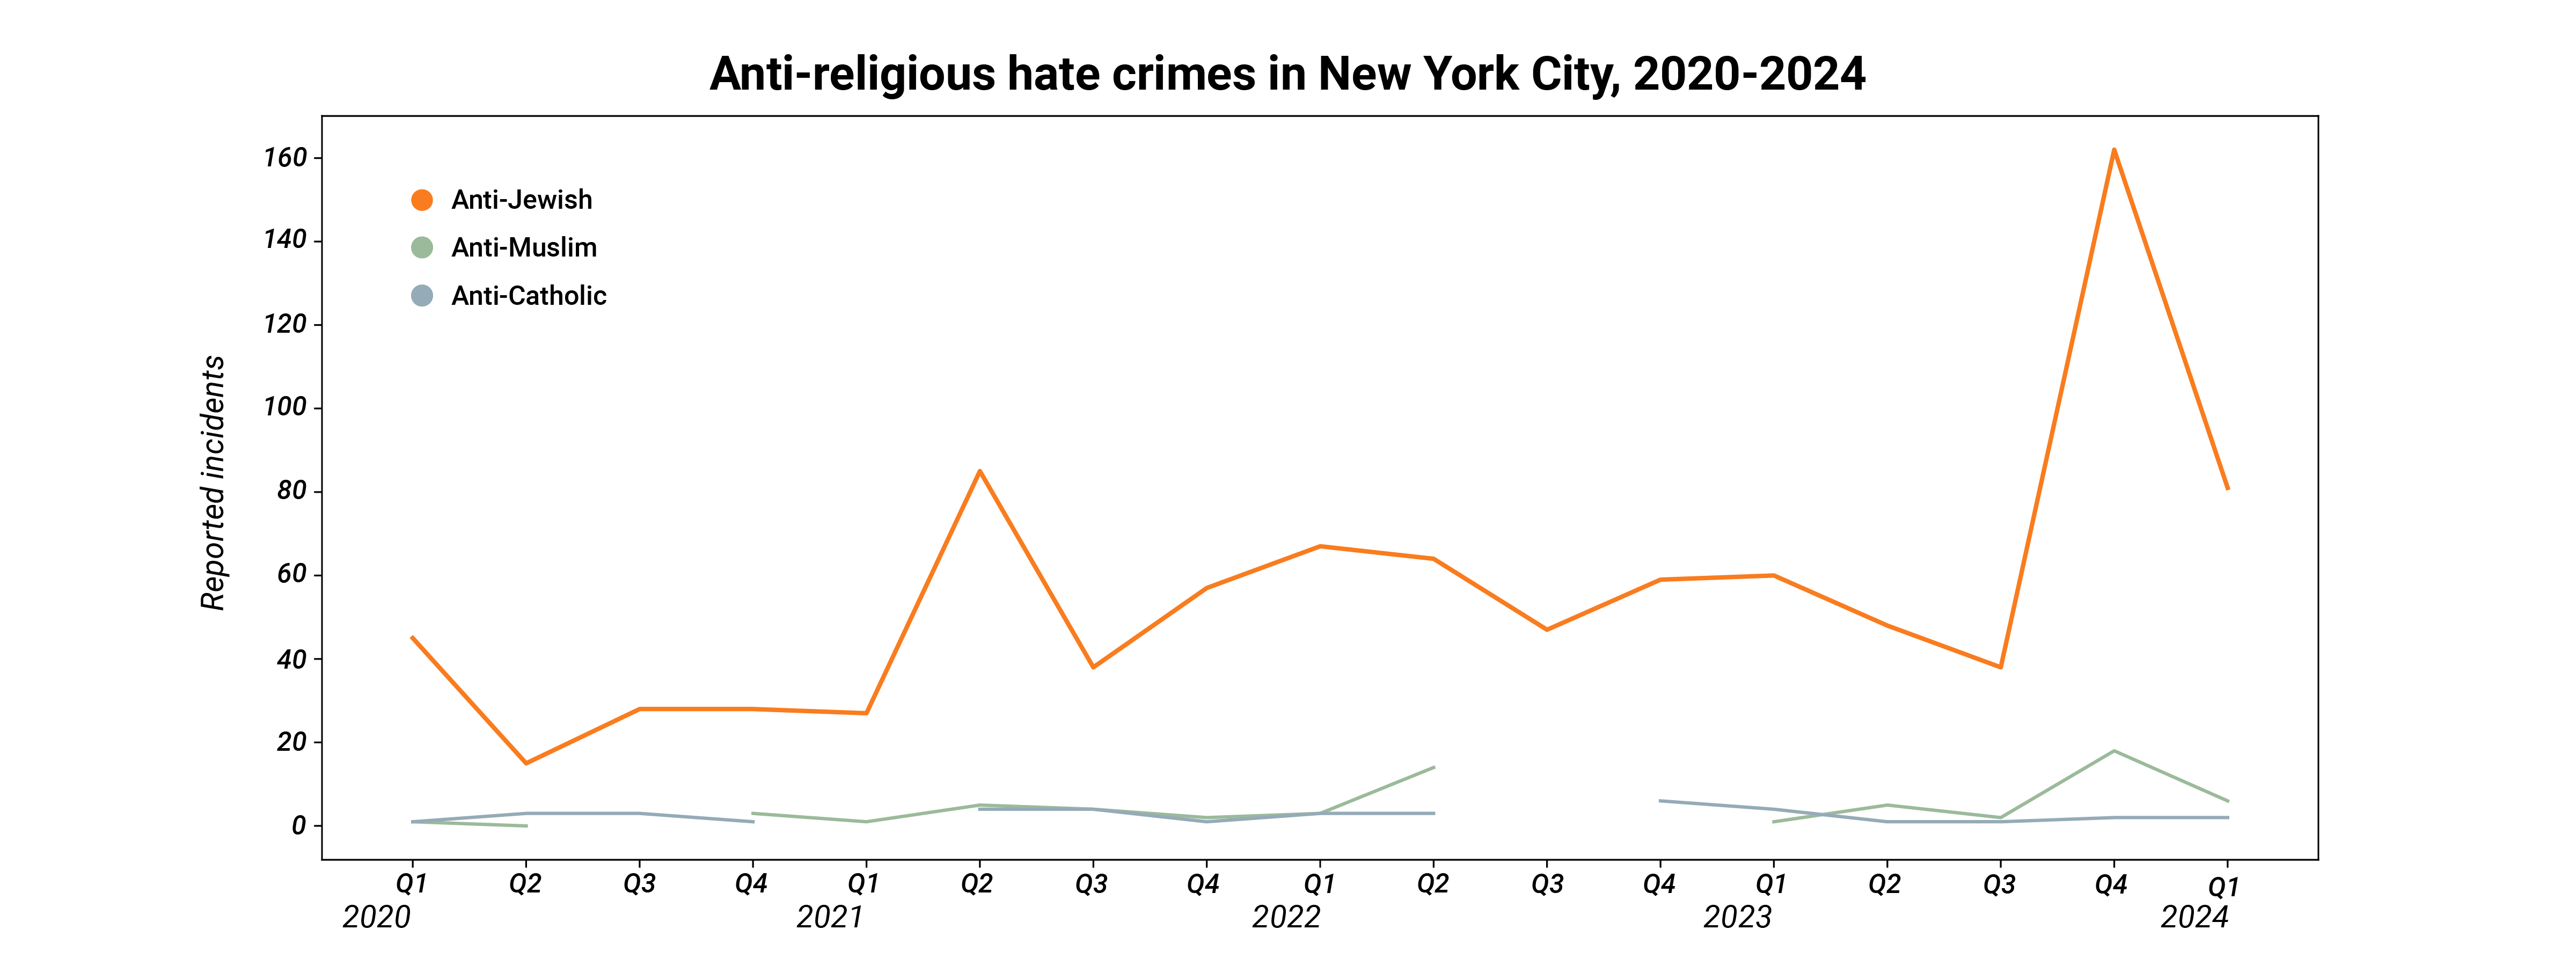 Anti-religious hate crimes in New York City, 2020-2024
160
140
120
100
80
60
40
20
0
Reported incidents
Anti-Jewish
Anti-Muslim
Anti-Catholic
Q1 Q2 Q3 Q4 Q1 Q2 Q3 Q4 Q1 Q2 Q3 Q4 Q1 Q2 Q3 Q4 Q1
2020 2021 2022 2023 2024